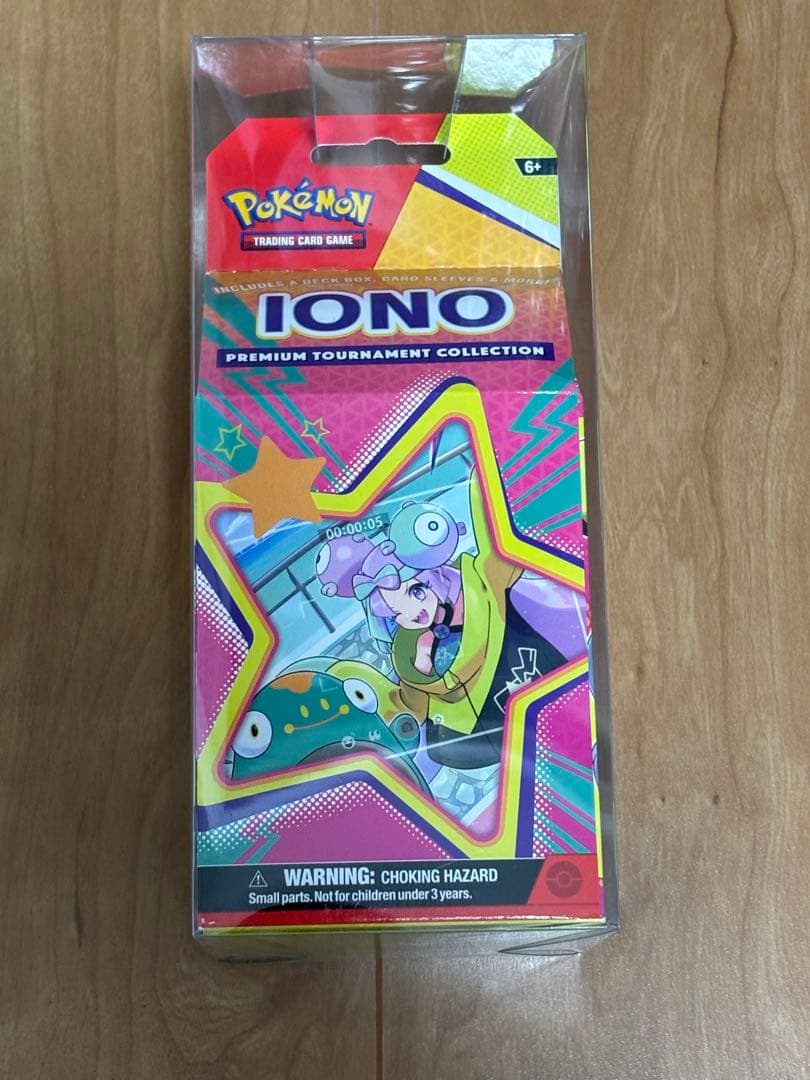 6+
POKéMON
TRADING CARD GAME
INCLUDES A DECK BOX, CARD SLEEVES & MORE!
IONO
PREMIUM TOURNAMENT COLLECTION
00:00:05
WARNING: CHOKING HAZARD
Small parts. Not for children under 3 years.